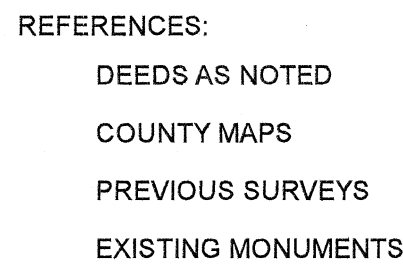 REFERENCES:
DEEDS AS NOTED
COUNTY MAPS
PREVIOUS SURVEYS
EXISTING MONUMENTS